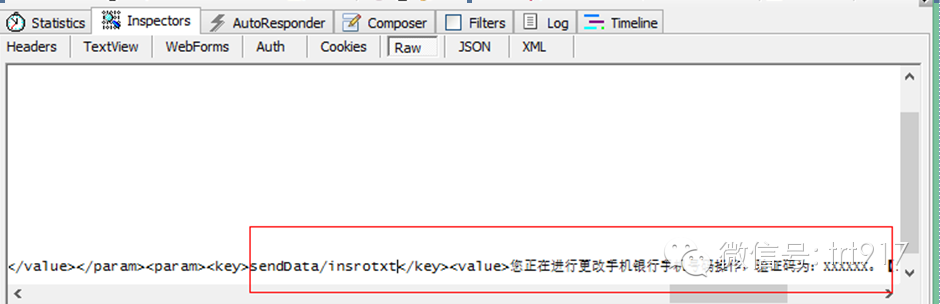 Statistics Inspectors AutoResponder Composer Filters Log Timeline
Headers TextView WebForms Auth Cookies Raw JSON XML
微信号: trt917
</value></param><param><key>sendData/insrotxt</key><value>您正在进行更改手机银行手机 操作，验证码为: XXXXXX。【